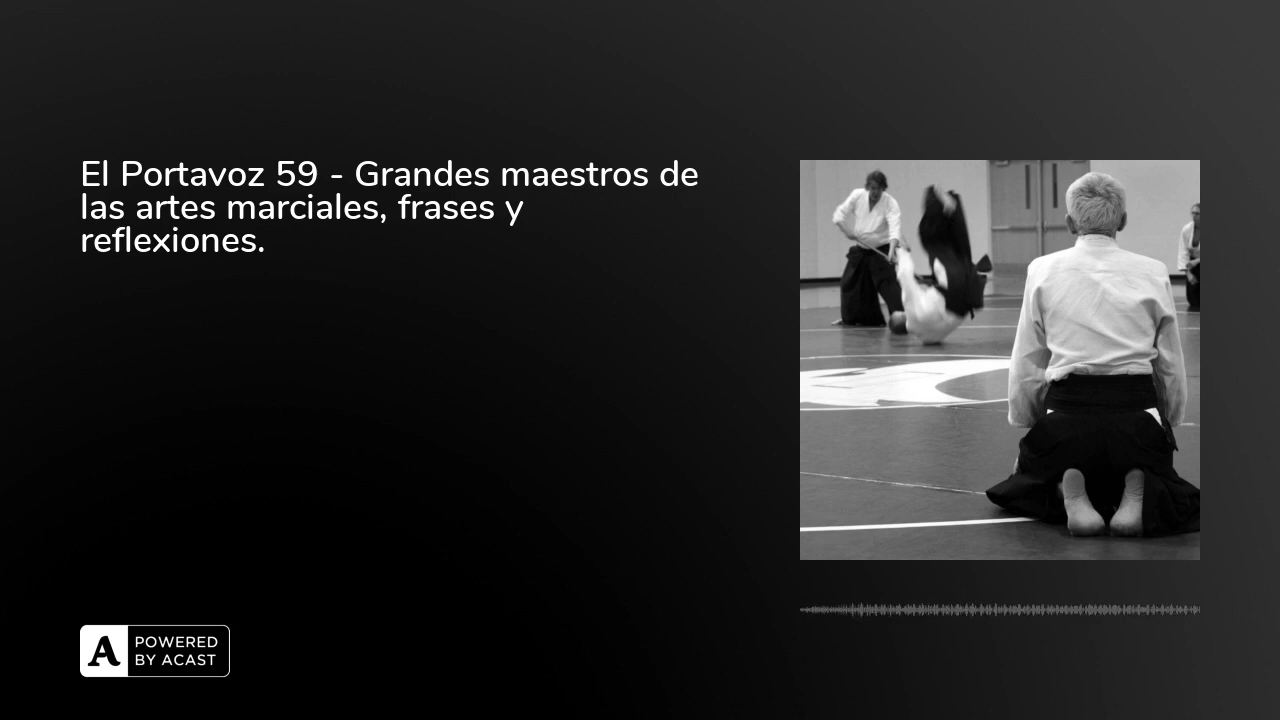 El Portavoz 59 - Grandes maestros de
las artes marciales, frases y
reflexiones.
A POWERED
BY ACAST